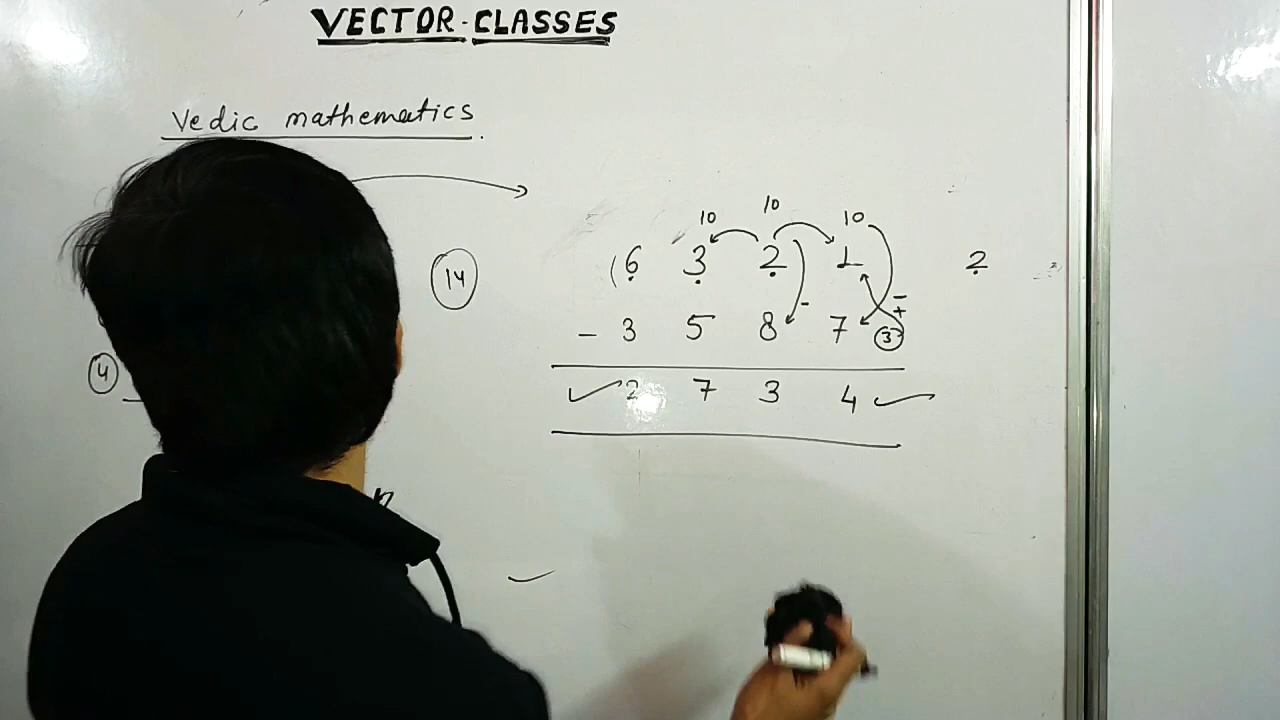 VECTOR-CLASSES
Vedic mathematics.
10 10 10
14 (6 3 2 1 2
- +
- 3 5 8 7 3
4
2 7 3 4